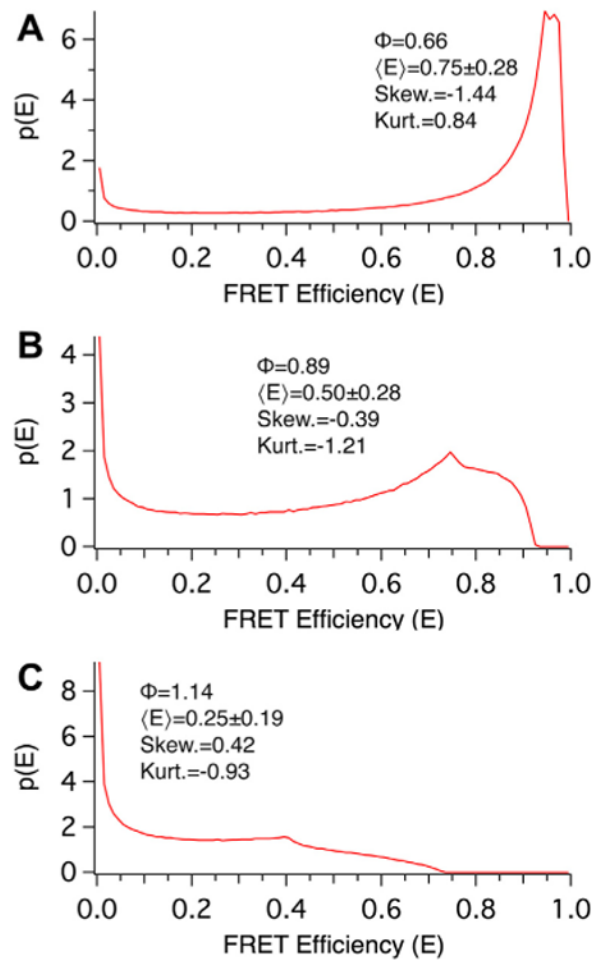 A
Φ=0.66
⟨E⟩=0.75±0.28
Skew.=-1.44
Kurt.=0.84
p(E)
6
4
2
0
0.0 0.2 0.4 0.6 0.8 1.0
FRET Efficiency (E)
B
Φ=0.89
⟨E⟩=0.50±0.28
Skew.=-0.39
Kurt.=-1.21
p(E)
4
3
2
1
0
0.0 0.2 0.4 0.6 0.8 1.0
FRET Efficiency (E)
C
Φ=1.14
⟨E⟩=0.25±0.19
Skew.=0.42
Kurt.=-0.93
p(E)
8
6
4
2
0
0.0 0.2 0.4 0.6 0.8 1.0
FRET Efficiency (E)